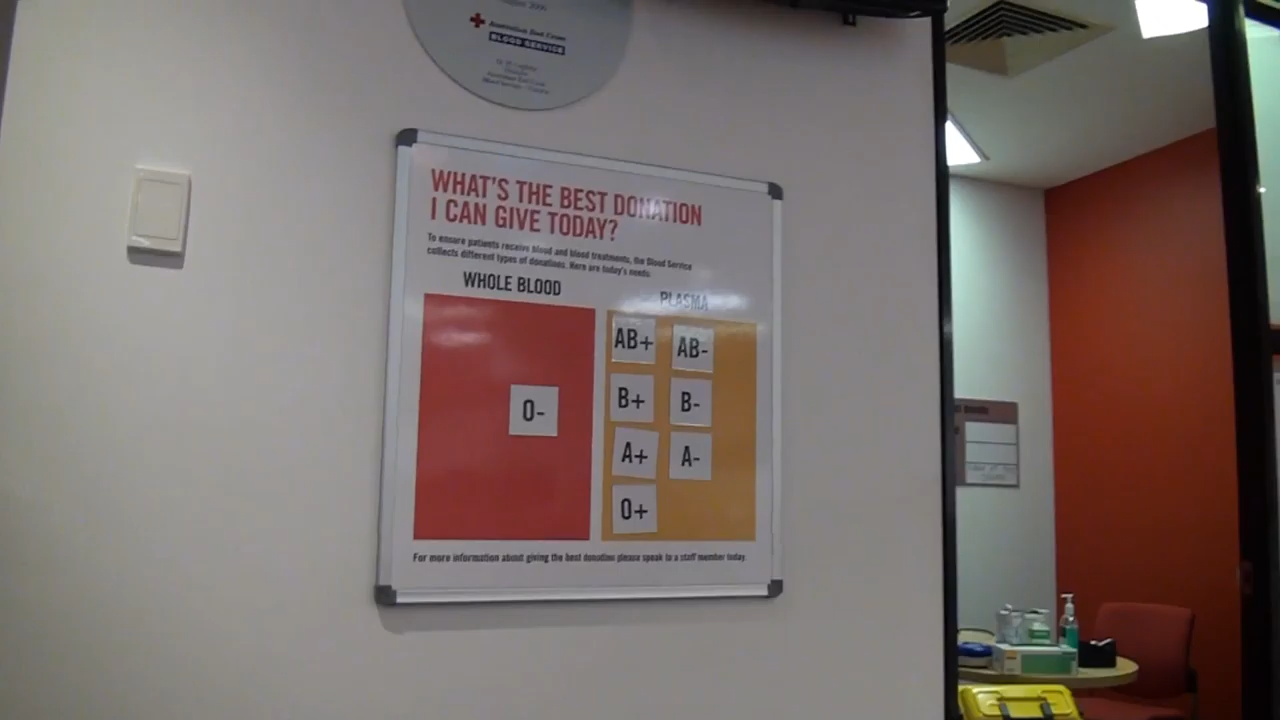 Australian Red Cross
BLOOD SERVICE
WHAT'S THE BEST DONATION
I CAN GIVE TODAY?
To ensure patients receive blood and blood treatments, the Blood Service
collects different types of donations. Here are today's needs.
WHOLE BLOOD
PLASMA
O-
AB+ AB-
B+ B-
A+ A-
O+
For more information about giving the best donation please speak to a staff member today.